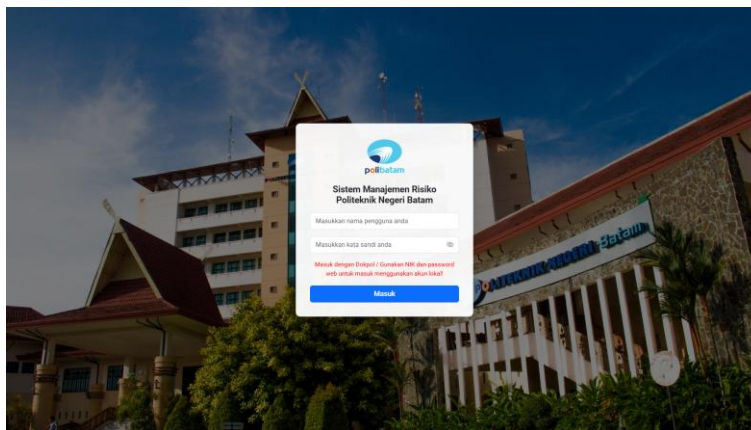 polibatam
Sistem Manajemen Risiko
Politeknik Negeri Batam
Masukkan nama pengguna anda
Masukkan kata sandi anda
Masuk dengan Dokpol / Gunakan NIK dan password
web untuk masuk menggunakan akun lokal?
Masuk
POLITEKNIK NEGERI Batam